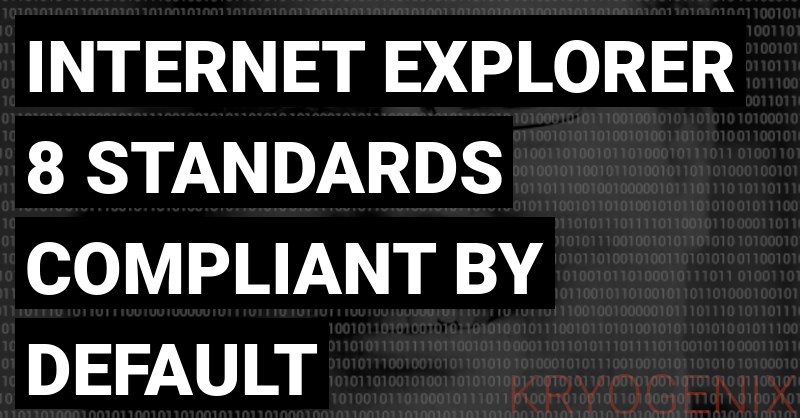 INTERNET EXPLORER
8 STANDARDS
COMPLIANT BY
DEFAULT
KRYOGENIX